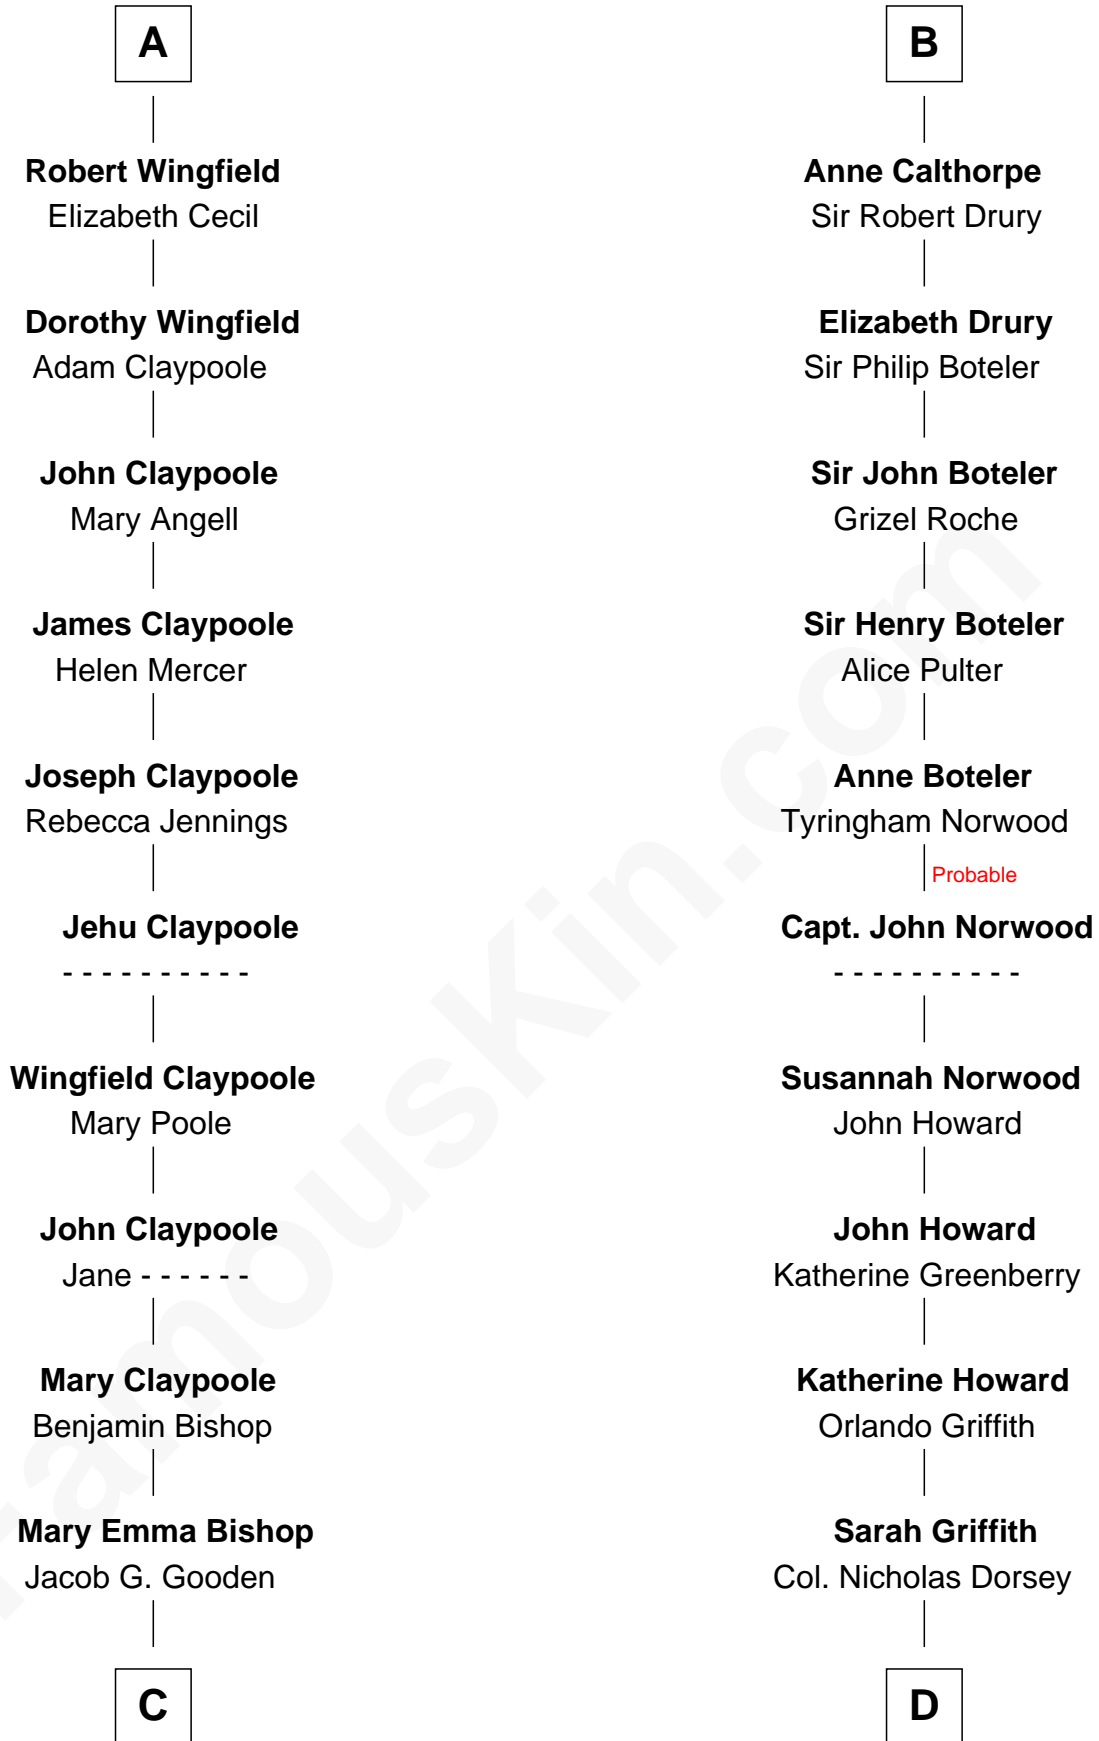 A
Robert Wingfield
Elizabeth Cecil
Dorothy Wingfield
Adam Claypoole
John Claypoole
Mary Angell
James Claypoole
Helen Mercer
Joseph Claypoole
Rebecca Jennings
Jehu Claypoole
- - - - - - - - - -
Wingfield Claypoole
Mary Poole
John Claypoole
Jane - - - - - -
Mary Claypoole
Benjamin Bishop
Mary Emma Bishop
Jacob G. Gooden
C
B
Anne Calthorpe
Sir Robert Drury
Elizabeth Drury
Sir Philip Boteler
Sir John Boteler
Grizel Roche
Sir Henry Boteler
Alice Pulter
Anne Boteler
Tyringham Norwood
Probable
Capt. John Norwood
- - - - - - - - - -
Susannah Norwood
John Howard
John Howard
Katherine Greenberry
Katherine Howard
Orlando Griffith
Sarah Griffith
Col. Nicholas Dorsey
D
FamousKin.com